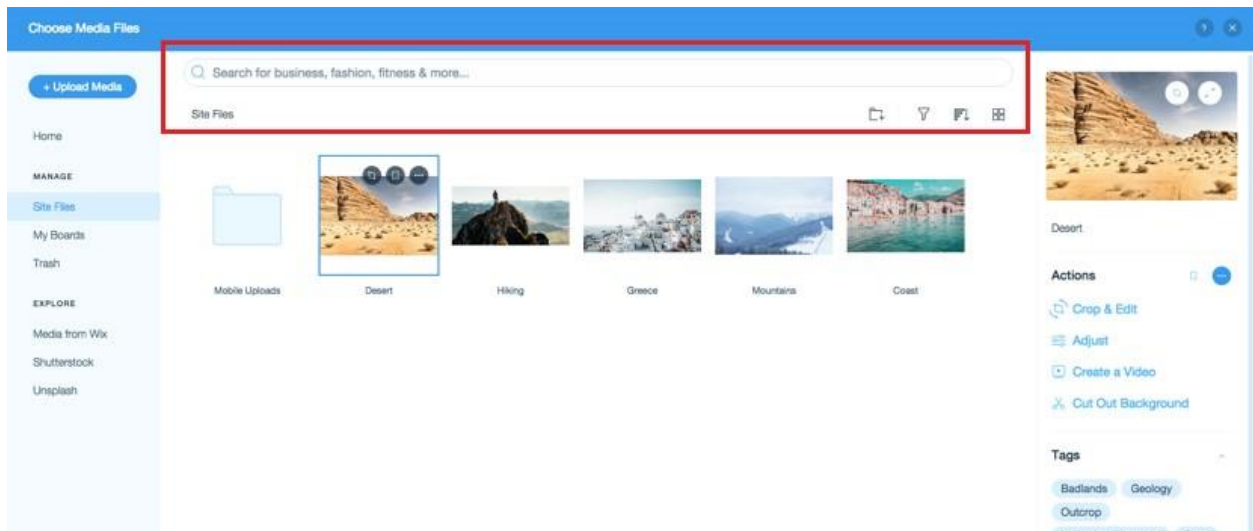 Choose Media Files
?
+ Upload Media
Search for business, fashion, fitness & more...
Site Files
Home
MANAGE
Site Files
My Boards
Trash
EXPLORE
Media from Wix
Shutterstock
Unsplash
Mobile Uploads
Desert
Hiking
Greece
Mountains
Coast
Desert
Actions
Crop & Edit
Adjust
Create a Video
Cut Out Background
Tags
Badlands Geology
Outcrop